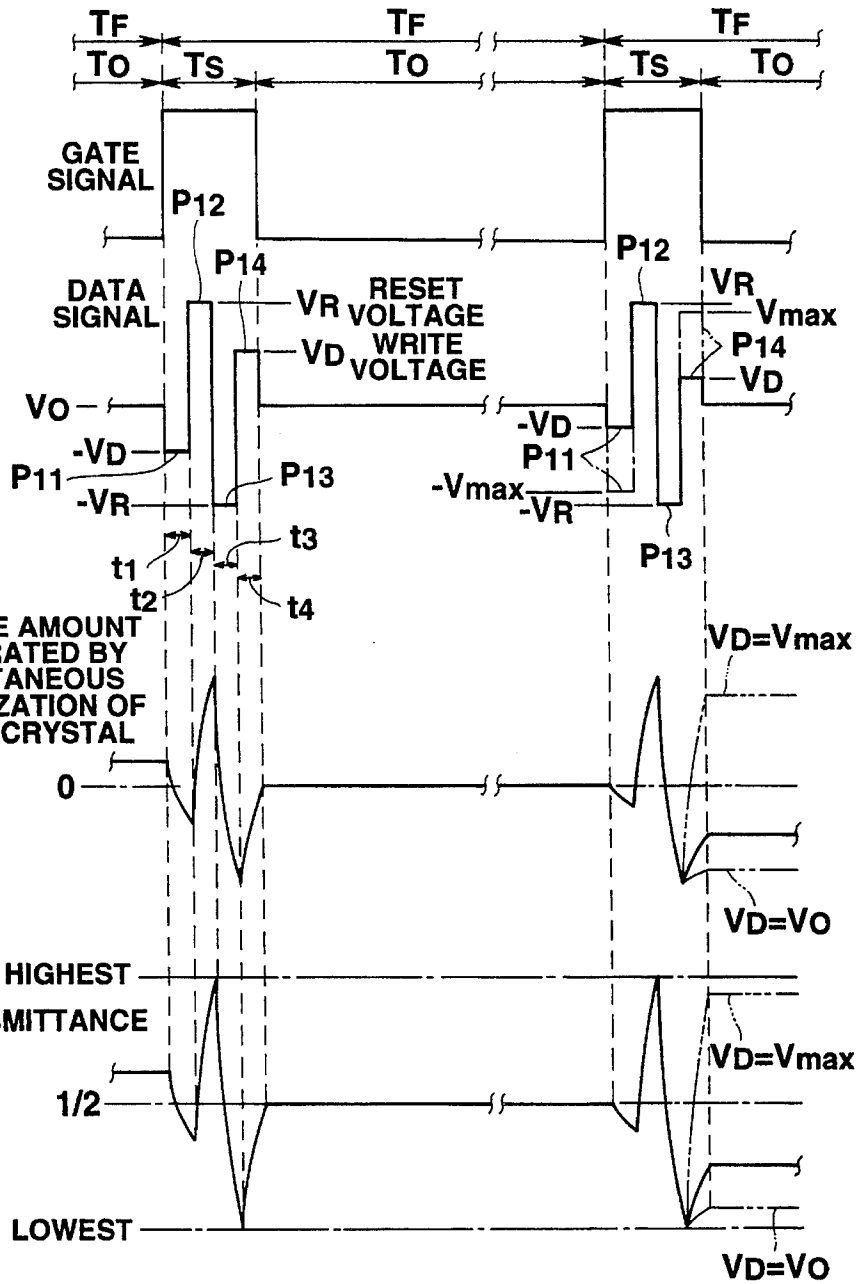 TF TF TF
TO TS TO TS TO
GATE
SIGNAL
P12
P14
P12
DATA
SIGNAL
VR
RESET
VOLTAGE
WRITE
VOLTAGE
VD
VR
Vmax
P14
VD
VO
-VD
P11
-VR
P13
-VD
P11
-Vmax
-VR
P13
t1
t2
t3
t4
E AMOUNT
RATED BY
TANEOUS
ZATION OF
CRYSTAL
VD=Vmax
0
VD=VO
HIGHEST
MITTANCE
VD=Vmax
1/2
LOWEST
VD=VO